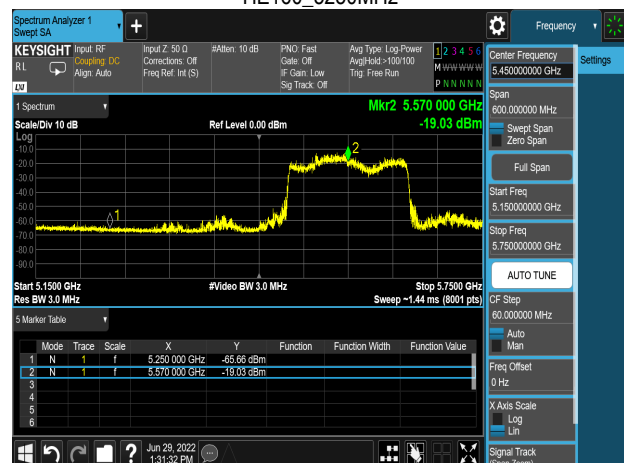 HE160_5250MHz
Spectrum Analyzer 1
Swept SA
Frequency
KEYSIGHT Input: RF Input Z: 50 Ω #Atten: 10 dB PNO: Fast Avg Type: Log-Power 1 2 3 4 5 6
RL Coupling: DC Corrections: Off Gate: Off Avg|Hold:>100/100 M W W W W W
Align: Auto Freq Ref: Int (S) IF Gain: Low Trig: Free Run
Sig Track: Off P N N N N N
LXI
1 Spectrum
Mkr2 5.570 000 GHz
Scale/Div 10 dB Ref Level 0.00 dBm -19.03 dBm
Log
-10.0
-20.0
-30.0
-40.0
-50.0
-60.0
-70.0
-80.0
-90.0
1
2
Start 5.1500 GHz #Video BW 3.0 MHz Stop 5.7500 GHz
Res BW 3.0 MHz Sweep ~1.44 ms (8001 pts)
5 Marker Table
Mode Trace Scale X Y Function Function Width Function Value
1 N 1 f 5.250 000 GHz -65.66 dBm
2 N 1 f 5.570 000 GHz -19.03 dBm
3
4
5
6
? Jun 29, 2022
1:31:32 PM
Center Frequency
5.450000000 GHz
Settings
Span
600.000000 MHz
Swept Span
Zero Span
Full Span
Start Freq
5.150000000 GHz
Stop Freq
5.750000000 GHz
AUTO TUNE
CF Step
60.000000 MHz
Auto
Man
Freq Offset
0 Hz
X Axis Scale
Log
Lin
Signal Track
(Span Zoom)